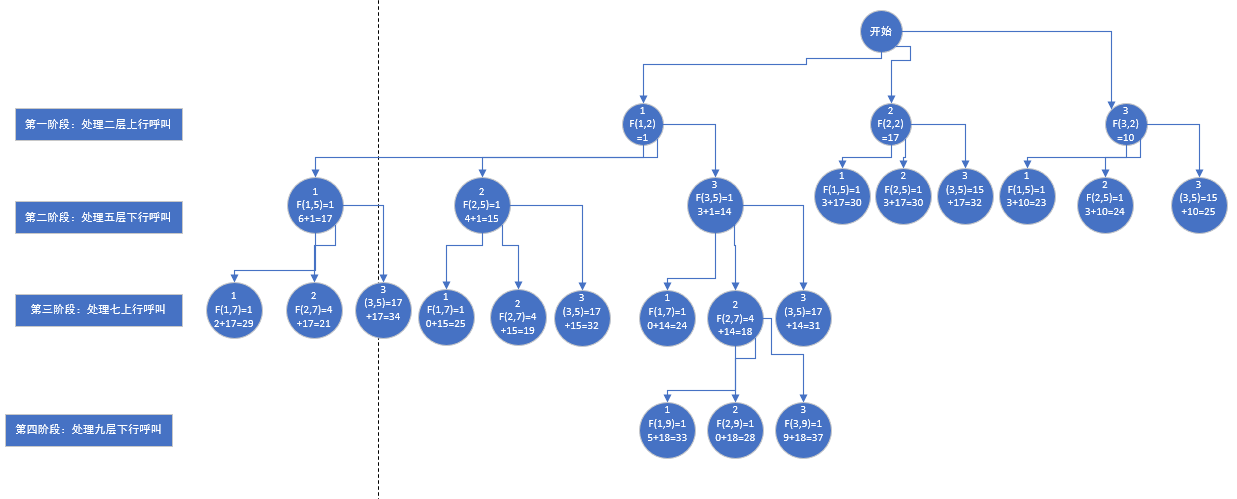 开始
第一阶段：处理二层上行呼叫
1
F(1,2)
=1
2
F(2,2)
=17
3
F(3,2)
=10
第二阶段：处理五层下行呼叫
1
F(1,5)=1
6+1=17
2
F(2,5)=1
4+1=15
3
F(3,5)=1
3+1=14
1
F(1,5)=1
3+17=30
2
F(2,5)=1
3+17=30
3
(3,5)=15
+17=32
1
F(1,5)=1
3+10=23
2
F(2,5)=1
3+10=24
3
(3,5)=15
+10=25
第三阶段：处理七上行呼叫
1
F(1,7)=1
2+17=29
2
F(2,7)=4
+17=21
3
(3,5)=17
+17=34
1
F(1,7)=1
0+15=25
2
F(2,7)=4
+15=19
3
(3,5)=17
+15=32
1
F(1,7)=1
0+14=24
2
F(2,7)=4
+14=18
3
(3,5)=17
+14=31
第四阶段：处理九层下行呼叫
1
F(1,9)=1
5+18=33
2
F(2,9)=1
0+18=28
3
F(3,9)=1
9+18=37